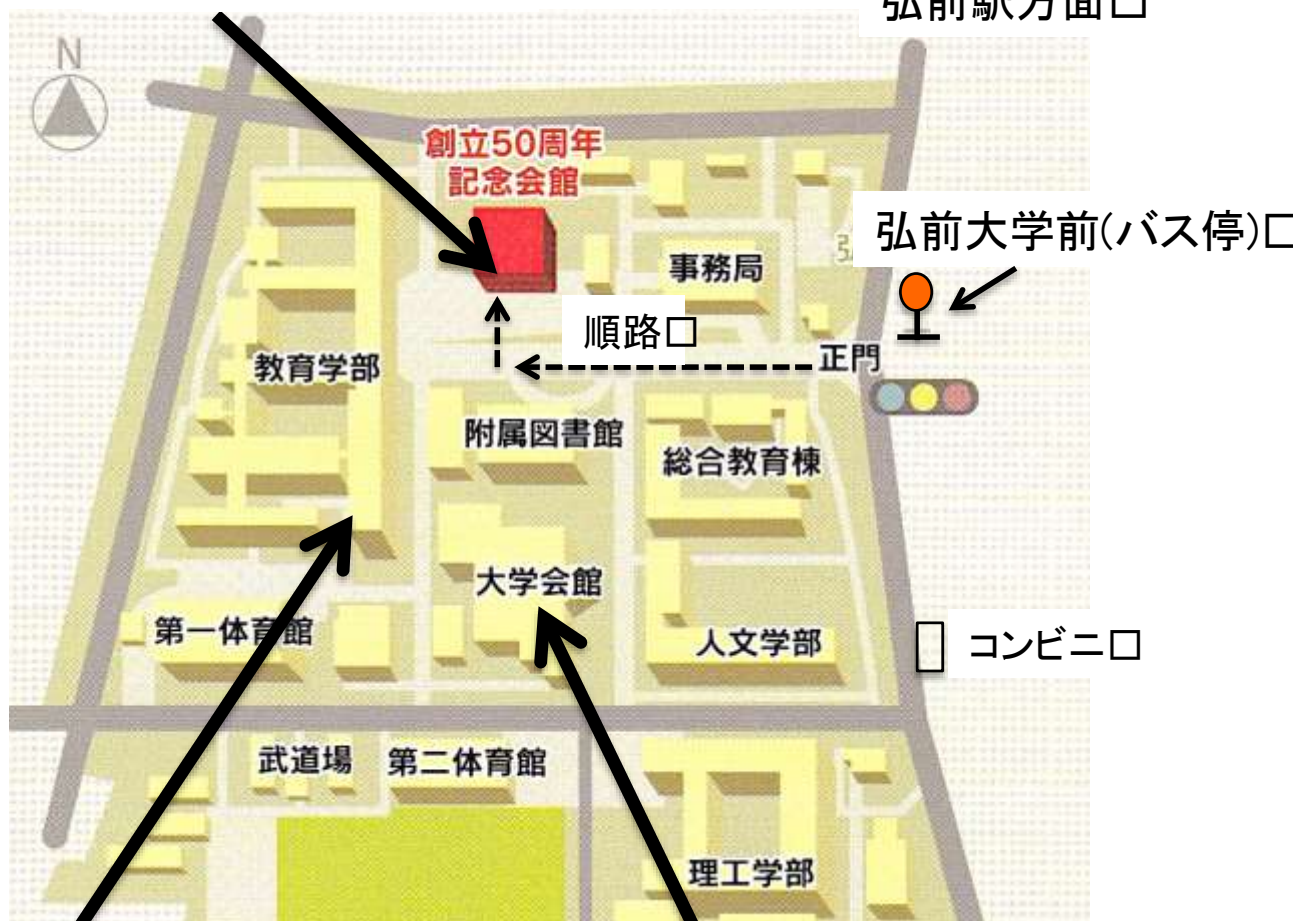 弘前駅方面□
N
創立50周年
記念会館
弘前大学前(バス停)□
弘
事務局
順路□
正門
教育学部
附属図書館
総合教育棟
大学会館
第一体育館
人文学部
コンビニ□
武道場
第二体育館
理工学部